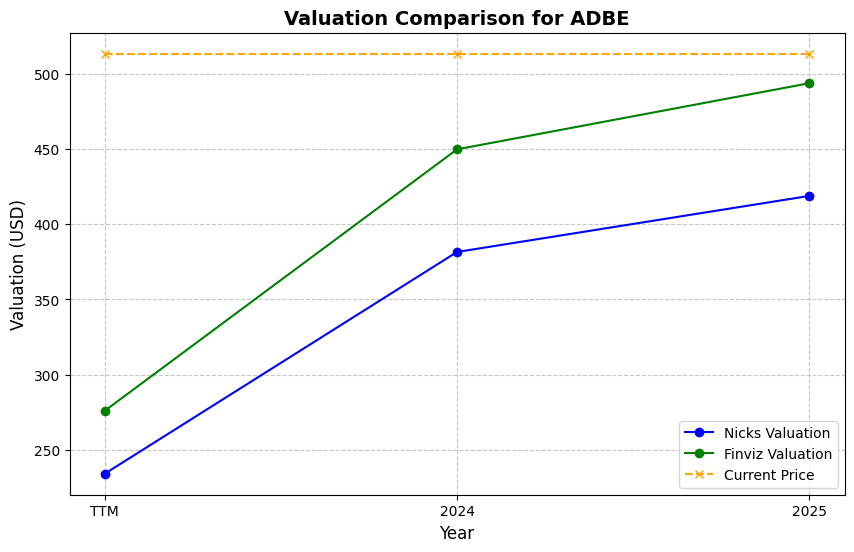 Valuation Comparison for ADBE
Valuation (USD)
500
450
400
350
300
250
TTM
2024
2025
Year
Nicks Valuation
Finviz Valuation
Current Price